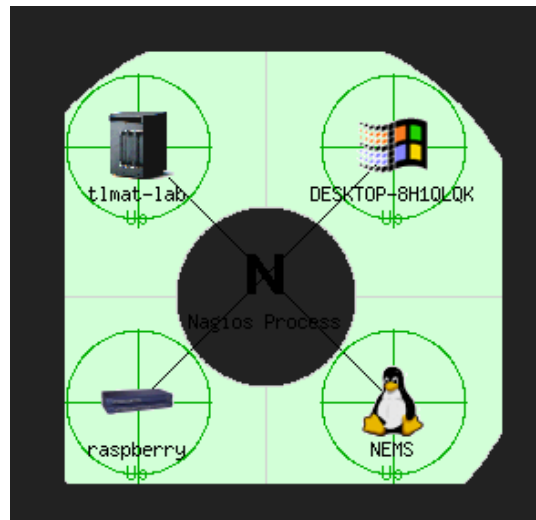 tlmat-lab
Up
DESKTOP-8H1QLQK
Up
N
Nagios Process
raspberry
Up
NEMS
Up